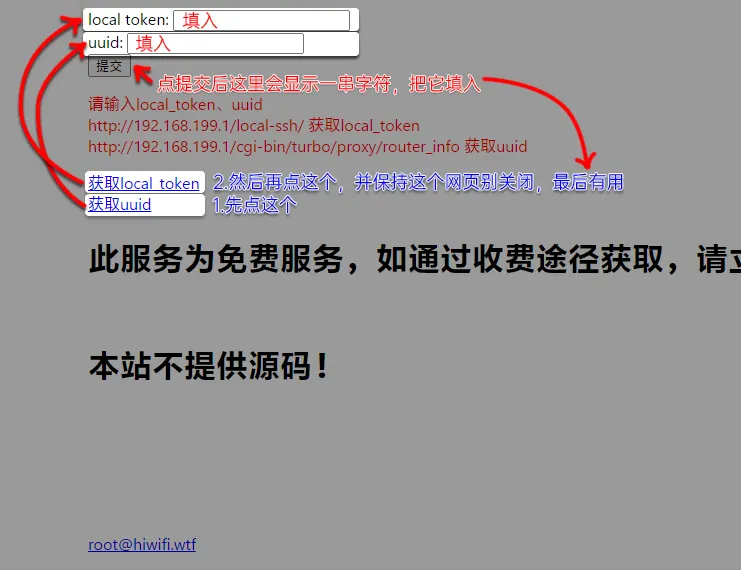 local token: 填入
uuid: 填入
提交
点提交后这里会显示一串字符，把它填入
请输入local_token、uuid
http://192.168.199.1/local-ssh/ 获取local_token
http://192.168.199.1/cgi-bin/turbo/proxy/router_info 获取uuid
获取local_token 2.然后再点这个，并保持这个网页别关闭，最后有用
获取uuid 1.先点这个
此服务为免费服务，如通过收费途径获取，请立
本站不提供源码！
root@hiwifi.wtf